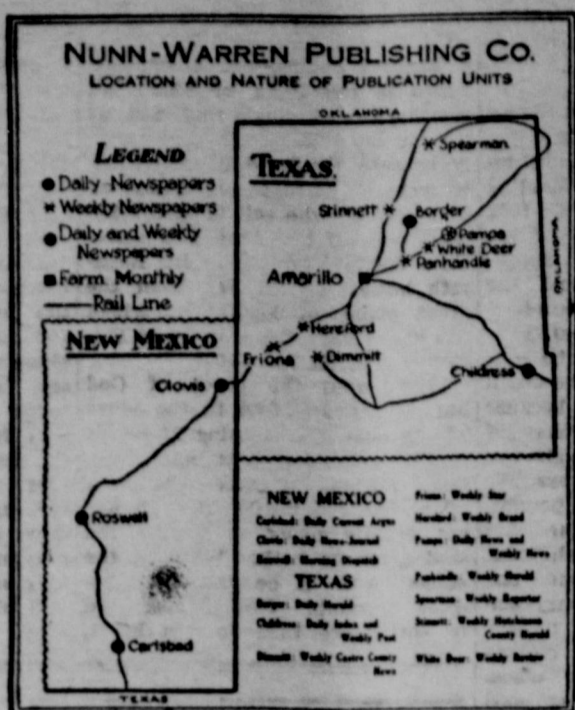 NUNN-WARREN PUBLISHING CO.
LOCATION AND NATURE OF PUBLICATION UNITS
OKLAHOMA
LEGEND
Daily Newspapers
Weekly Newspapers
Daily and Weekly
Newspapers
Farm Monthly
Rail Line
TEXAS
Spearman
Stinnett
Borger
Pampa
White Deer
Panhandle
Amarillo
OKLAHOMA
Hereford
Friona
Dimmitt
Childress
NEW MEXICO
Clovis
Roswell
Carlsbad
TEXAS
NEW MEXICO
Carlsbad: Daily Current Argus
Clovis: Daily News-Journal
Roswell: Morning Dispatch
TEXAS
Borger: Daily Herald
Childress: Daily Index and
Weekly Post
Dimmitt: Weekly Castro County
News
Friona: Weekly Star
Hereford: Weekly Brand
Pampa: Daily News and
Weekly News
Panhandle: Weekly Herald
Spearman: Weekly Reporter
Stinnett: Weekly Hutchinson
County Herald
White Deer: Weekly Review